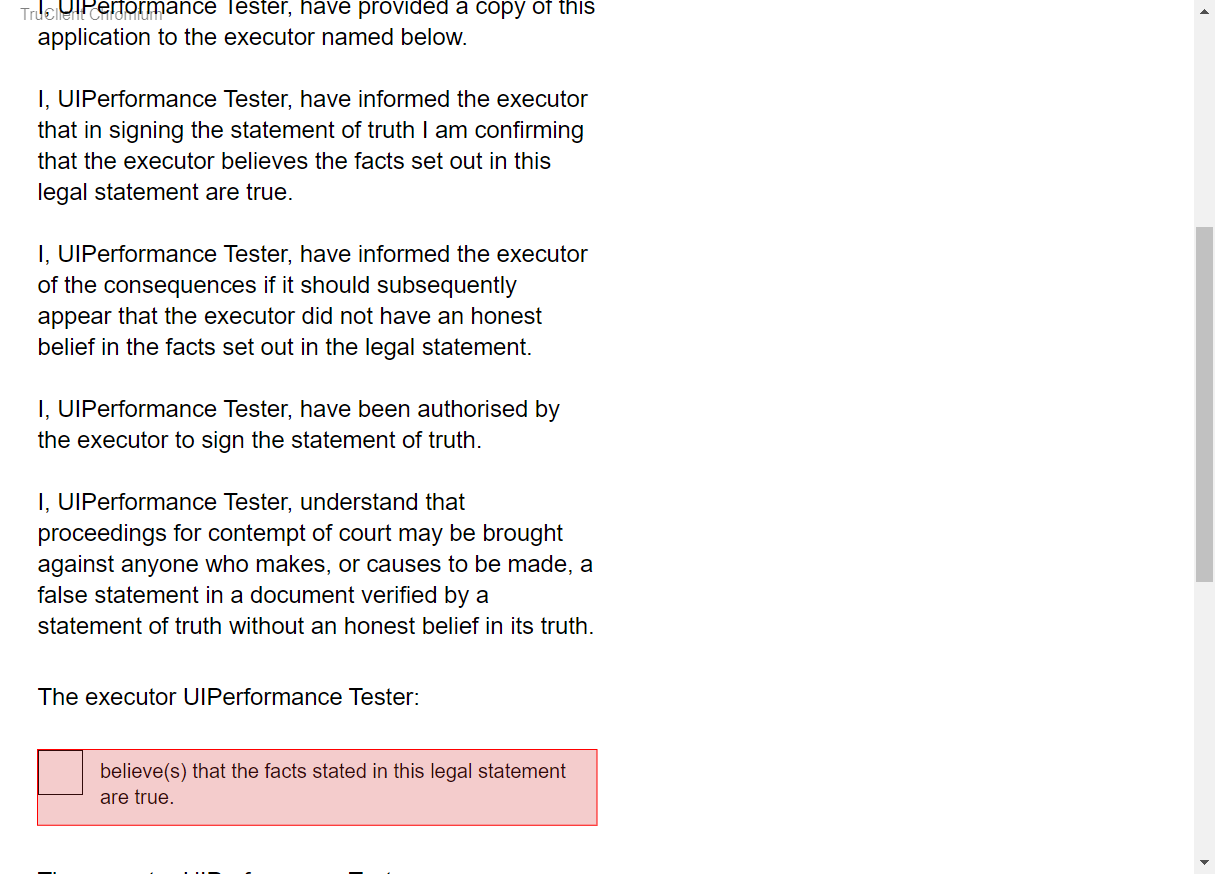 TruClient Chromium
I, UIPerformance Tester, have provided a copy of this
application to the executor named below.
I, UIPerformance Tester, have informed the executor
that in signing the statement of truth I am confirming
that the executor believes the facts set out in this
legal statement are true.
I, UIPerformance Tester, have informed the executor
of the consequences if it should subsequently
appear that the executor did not have an honest
belief in the facts set out in the legal statement.
I, UIPerformance Tester, have been authorised by
the executor to sign the statement of truth.
I, UIPerformance Tester, understand that
proceedings for contempt of court may be brought
against anyone who makes, or causes to be made, a
false statement in a document verified by a
statement of truth without an honest belief in its truth.
The executor UIPerformance Tester:
believe(s) that the facts stated in this legal statement
are true.